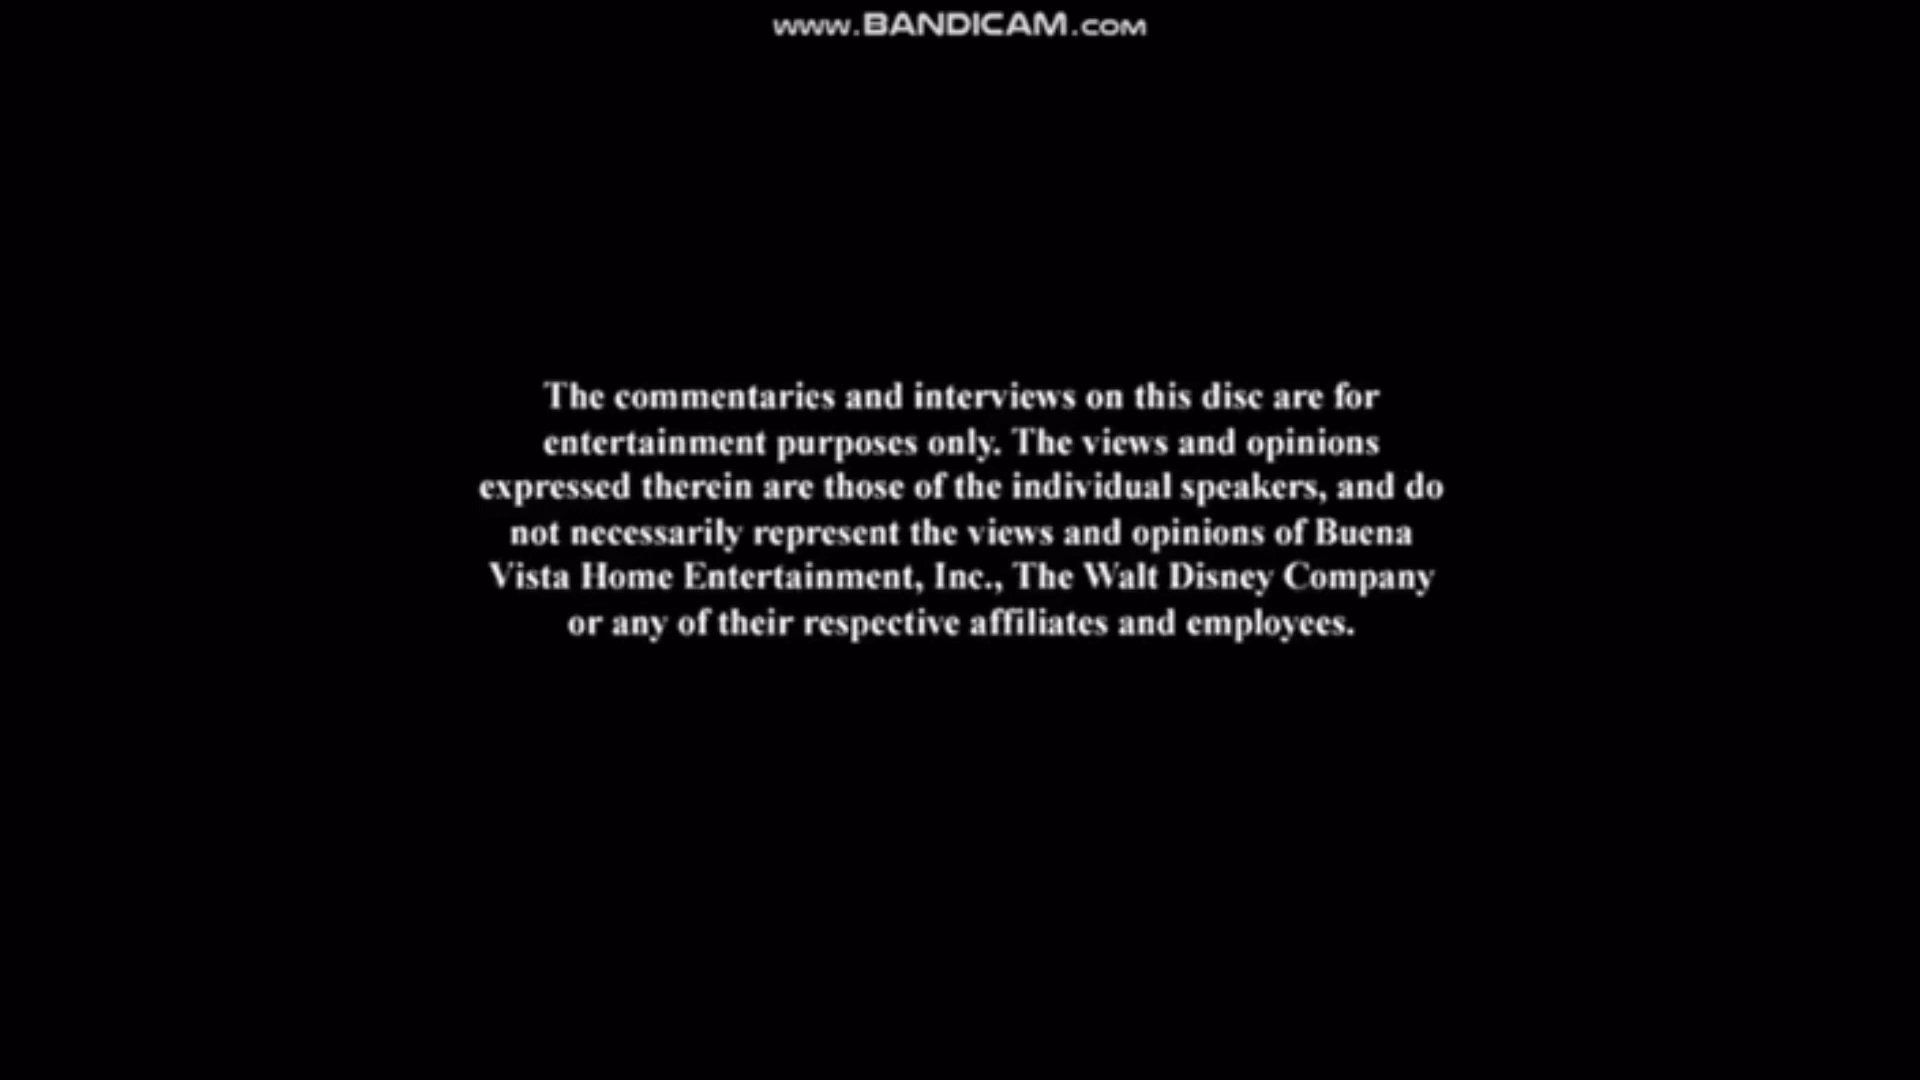 www.BANDICAM.com
The commentaries and interviews on this disc are for
entertainment purposes only. The views and opinions
expressed therein are those of the individual speakers, and do
not necessarily represent the views and opinions of Buena
Vista Home Entertainment, Inc., The Walt Disney Company
or any of their respective affiliates and employees.